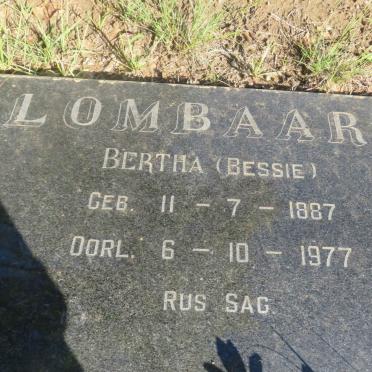 LOMBAAR
BERTHA (BESSIE)
GEB. 11 - 7 - 1887
OORL. 6 - 10 - 1977
RUS SAG